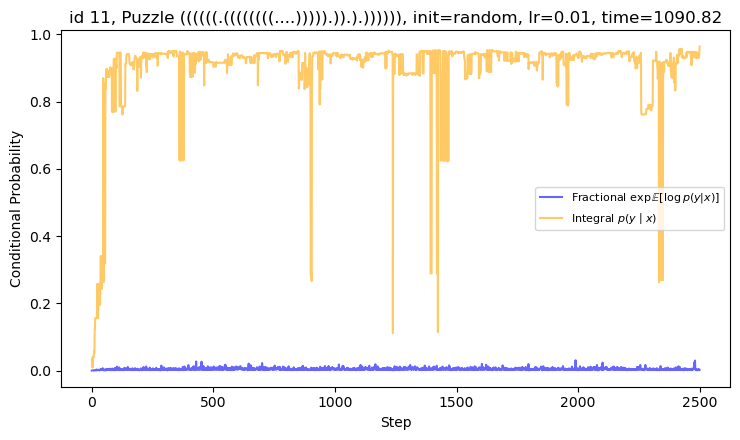 id 11, Puzzle ((((((.((((((((....))))).)).).)))))), init=random, lr=0.01, time=1090.82
Conditional Probability
1.0
0.8
0.6
0.4
0.2
0.0
Fractional exp𝔼[log p(y|x)]
Integral p(y | x)
0
500
1000
1500
2000
2500
Step